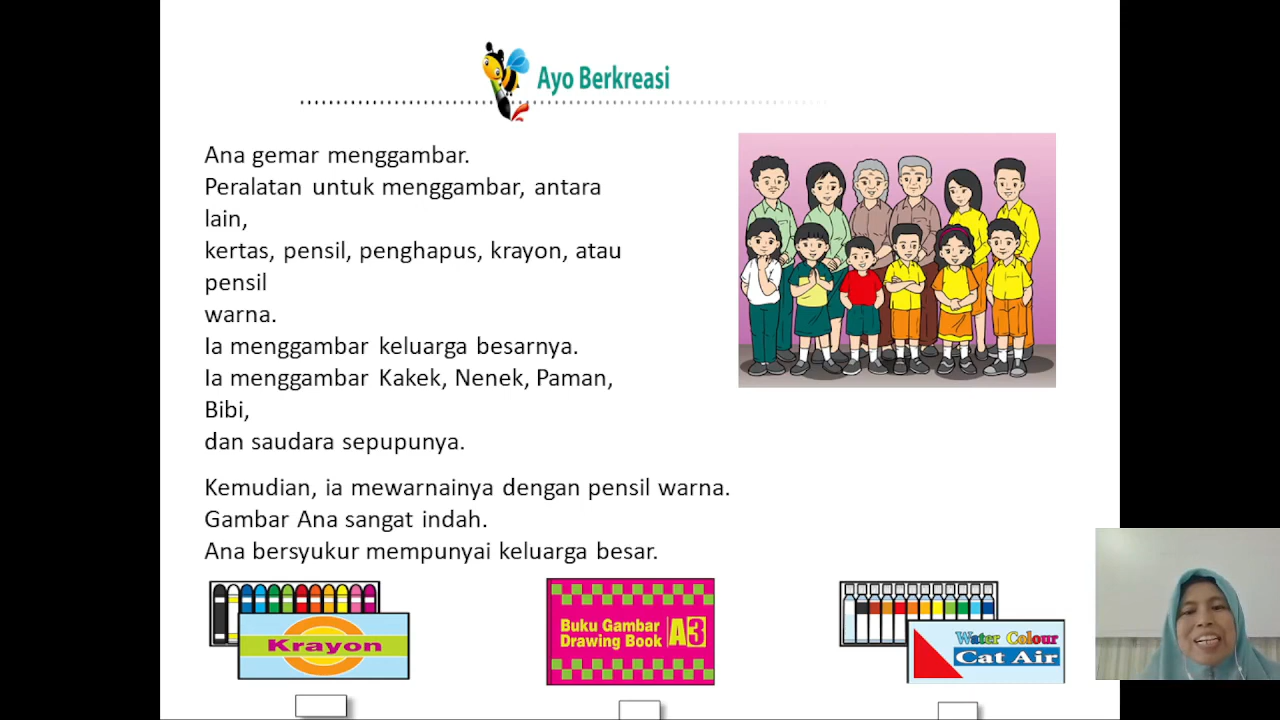 Ayo Berkreasi
Ana gemar menggambar.
Peralatan untuk menggambar, antara
lain,
kertas, pensil, penghapus, krayon, atau
pensil
warna.
Ia menggambar keluarga besarnya.
Ia menggambar Kakek, Nenek, Paman,
Bibi,
dan saudara sepupunya.
Kemudian, ia mewarnainya dengan pensil warna.
Gambar Ana sangat indah.
Ana bersyukur mempunyai keluarga besar.
Krayon
Buku Gambar
Drawing Book
A3
Water Colour
Cat Air